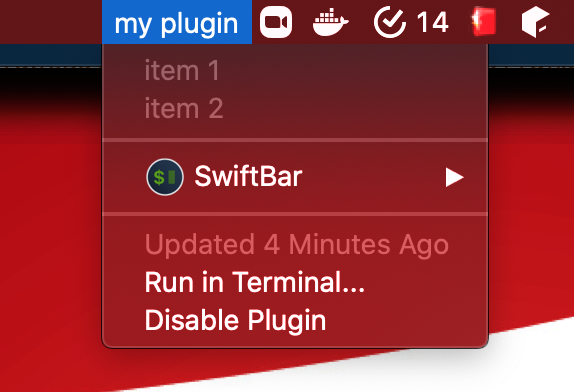 my plugin
14
item 1
item 2
$
SwiftBar
Updated 4 Minutes Ago
Run in Terminal...
Disable Plugin